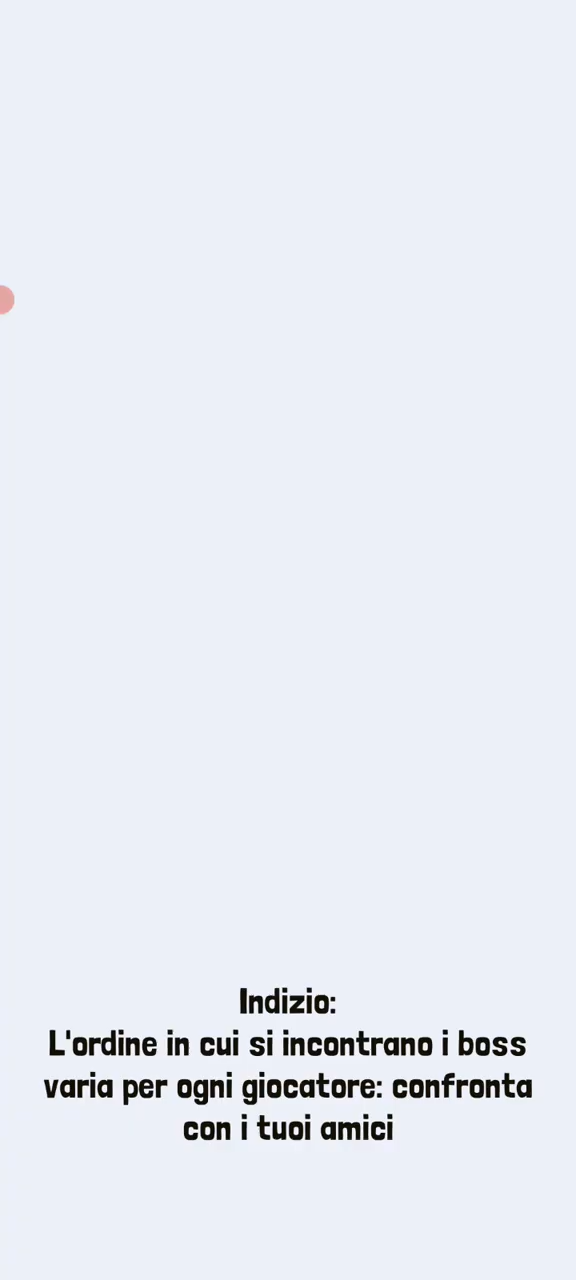 Indizio:
L'ordine in cui si incontrano i boss
varia per ogni giocatore: confronta
con i tuoi amici